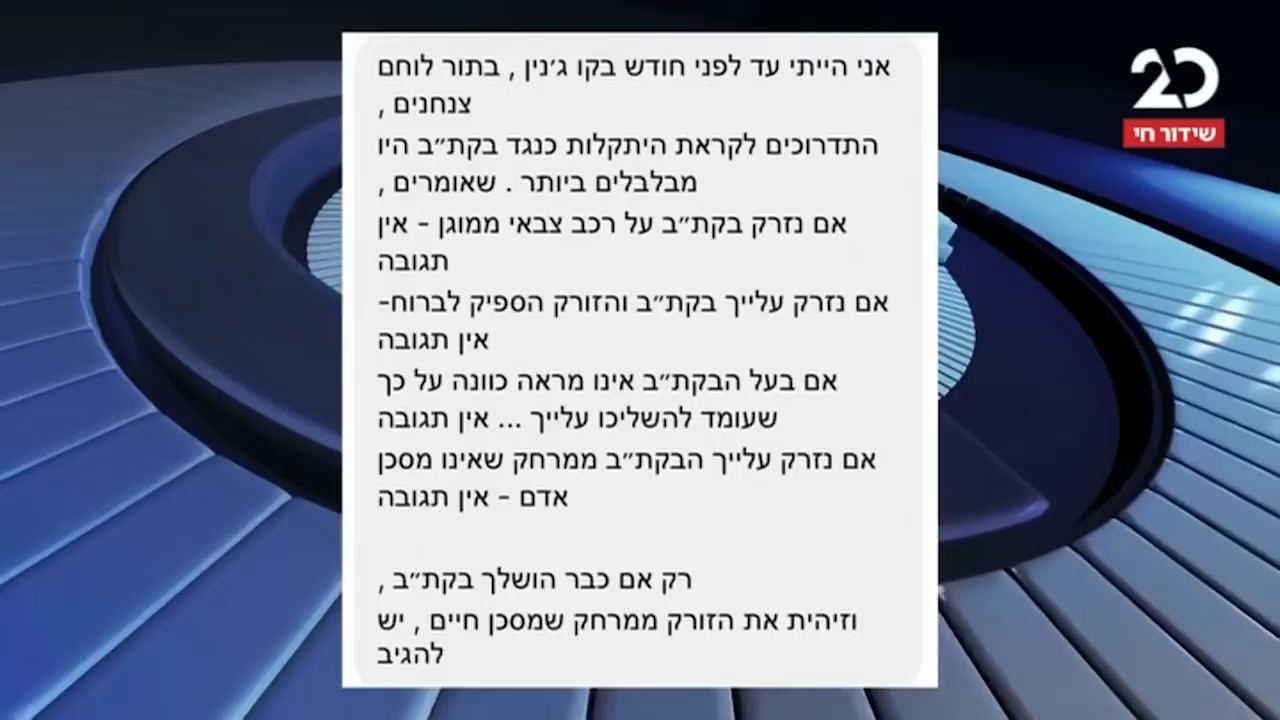 20
שידור חי
אני הייתי עד לפני חודש בקו ג׳נין , בתור לוחם
צנחנים ,
התדרוכים לקראת היתקלות כנגד בקת״ב היו
מבלבלים ביותר . שאומרים ,
אם נזרק בקת״ב על רכב צבאי ממוגן - אין
תגובה
אם נזרק עלייך בקת״ב והזורק הספיק לברוח-
אין תגובה
אם בעל הבקת״ב אינו מראה כוונה על כך
שעומד להשליכו עלייך ... אין תגובה
אם נזרק עלייך הבקת״ב ממרחק שאינו מסכן
אדם - אין תגובה
רק אם כבר הושלך בקת״ב ,
וזיהית את הזורק ממרחק שמסכן חיים , יש
להגיב